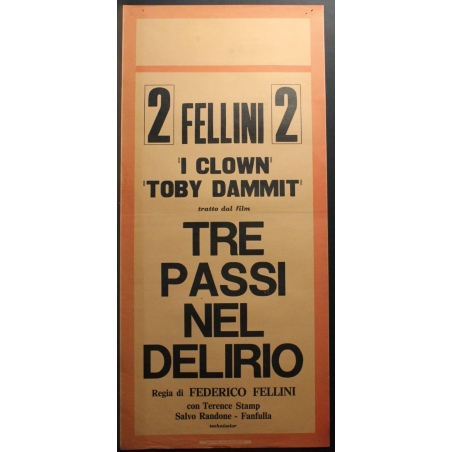 2 FELLINI 2
'I CLOWN'
'TOBY DAMMIT'
tratto dal film
TRE
PASSI
NEL
DELIRIO
Regia di FEDERICO FELLINI
con Terence Stamp
Salvo Randone - Fanfulla
technicolor